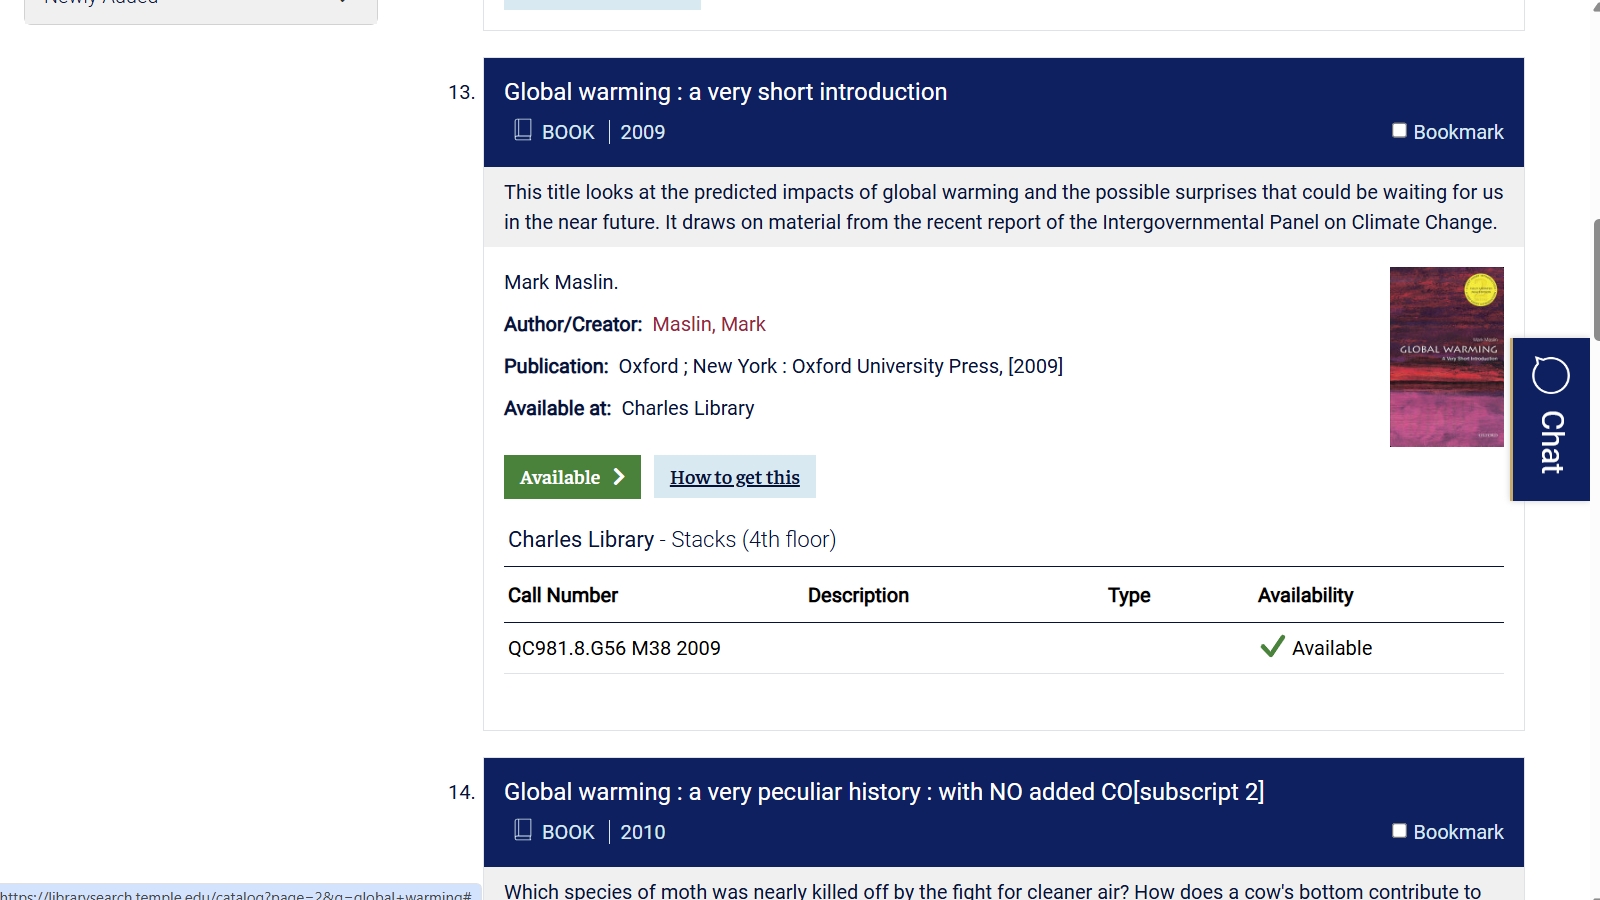 Newly Added
13.
Global warming : a very short introduction
BOOK | 2009
Bookmark
This title looks at the predicted impacts of global warming and the possible surprises that could be waiting for us
in the near future. It draws on material from the recent report of the Intergovernmental Panel on Climate Change.
Mark Maslin.
Author/Creator: Maslin, Mark
Publication: Oxford ; New York : Oxford University Press, [2009]
Available at: Charles Library
Mark Maslin
GLOBAL WARMING
A Very Short Introduction
OXFORD
Available
How to get this
Chat
Charles Library - Stacks (4th floor)
Call Number Description Type Availability
QC981.8.G56 M38 2009 Available
14.
Global warming : a very peculiar history : with NO added CO[subscript 2]
BOOK | 2010
Bookmark
Which species of moth was nearly killed off by the fight for cleaner air? How does a cow's bottom contribute to
https://librarysearch.temple.edu/catalog?page=2&q=global+warming#